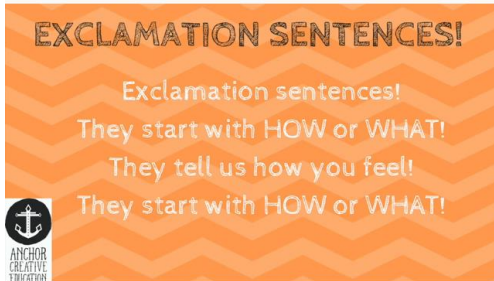 EXCLAMATION SENTENCES!
Exclamation sentences!
They start with HOW or WHAT!
They tell us how you feel!
They start with HOW or WHAT!
ANCHOR
CREATIVE
EDUCATION